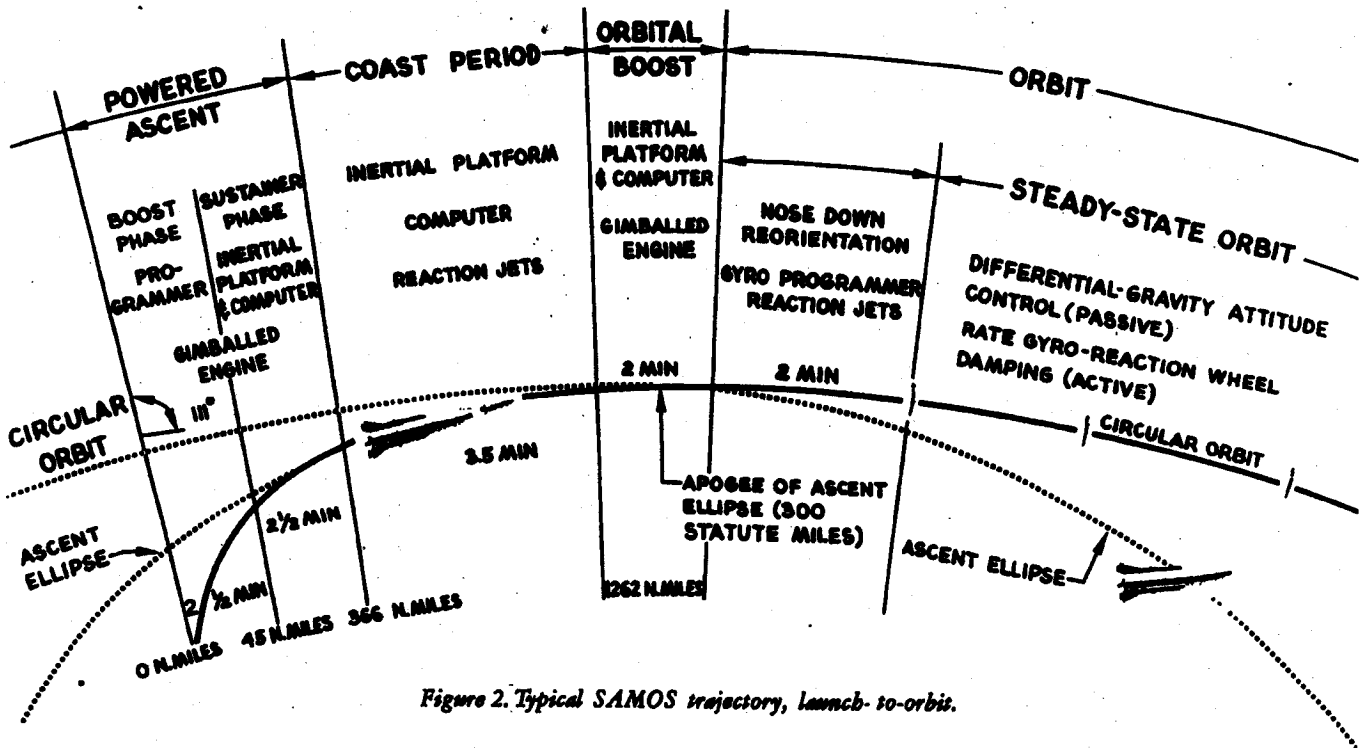 POWERED
ASCENT
COAST PERIOD
ORBITAL
BOOST
ORBIT
BOOST
PHASE
PRO-
GRAMMER
SUSTAINER
PHASE
INERTIAL
PLATFORM
& COMPUTER
GIMBALLED
ENGINE
INERTIAL PLATFORM
COMPUTER
REACTION JETS
INERTIAL
PLATFORM
& COMPUTER
GIMBALLED
ENGINE
NOSE DOWN
REORIENTATION
GYRO PROGRAMMER
REACTION JETS
STEADY-STATE ORBIT
DIFFERENTIAL-GRAVITY ATTITUDE
CONTROL (PASSIVE)
RATE GYRO-REACTION WHEEL
DAMPING (ACTIVE)
CIRCULAR
ORBIT
111°
2 MIN
2 MIN
3.5 MIN
CIRCULAR ORBIT
APOGEE OF ASCENT
ELLIPSE (300
STATUTE MILES)
ASCENT
ELLIPSE
2 1/2 MIN
2 1/2 MIN
ASCENT ELLIPSE
0 N.MILES 45 N.MILES 366 N.MILES
1262 N.MILES
Figure 2. Typical SAMOS trajectory, launch- to-orbit.